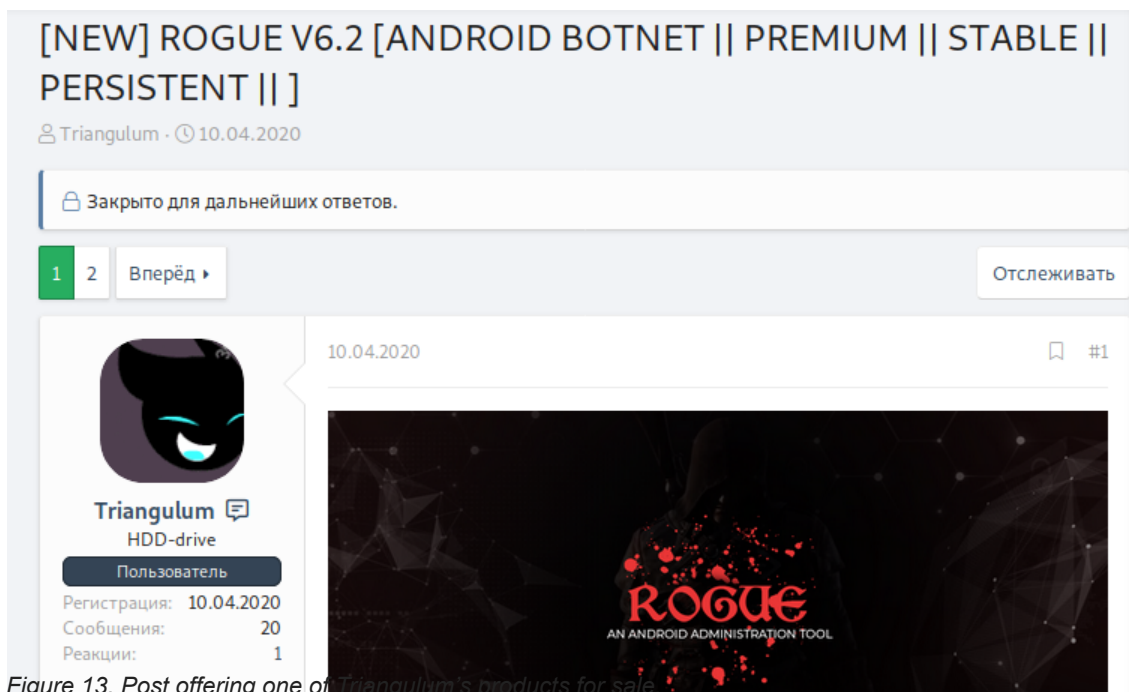 [NEW] ROGUE V6.2 [ANDROID BOTNET || PREMIUM || STABLE ||
PERSISTENT || ]
Triangulum · 10.04.2020
Закрыто для дальнейших ответов.
1 2 Вперёд Отслеживать
10.04.2020 #1
Triangulum
HDD-drive
Пользователь
Регистрация: 10.04.2020
Сообщения: 20
Реакции: 1
ROGUE
AN ANDROID ADMINISTRATION TOOL
Figure 13. Post offering one of Triangulum's products for sale